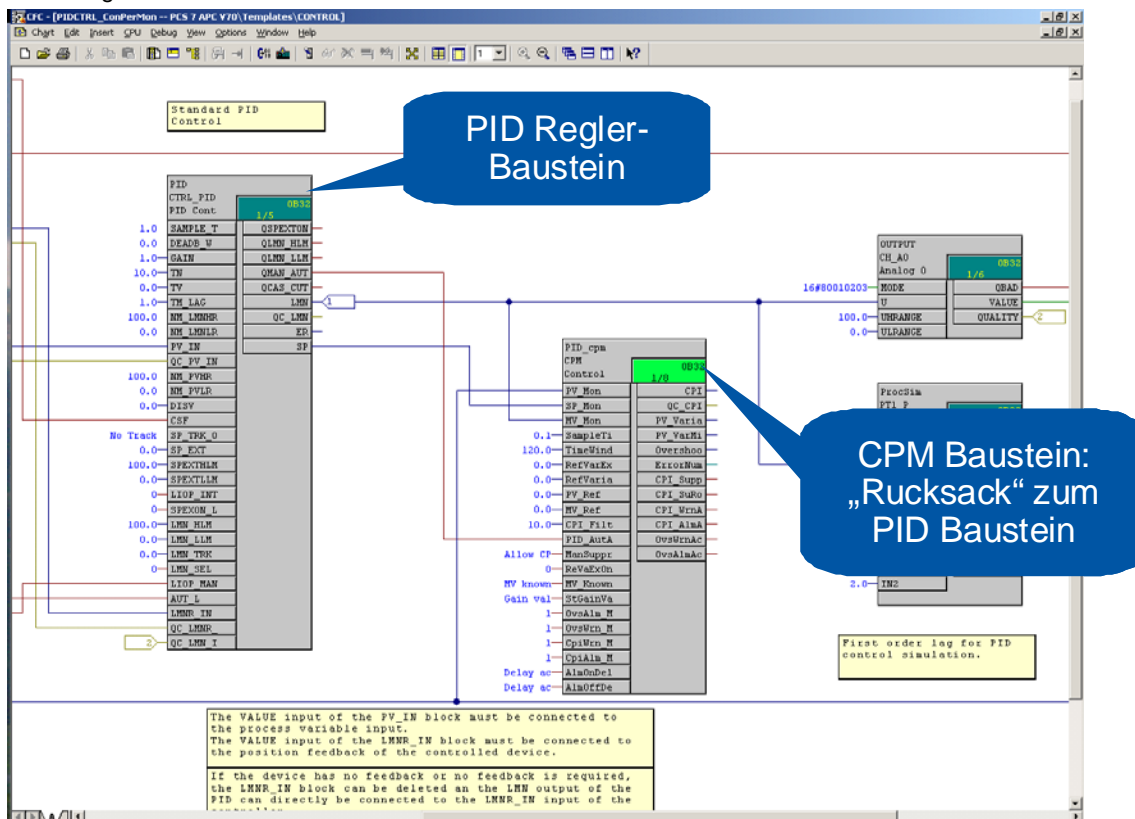 CFC - [PIDCTRL_ConPerMon -- PCS 7 APC V70\Templates\CONTROL]
Chart Edit Insert CPU Debug View Options Window Help
1
Standard PID
Control
PID Regler-
Baustein
PID
CTRL_PID
PID Cont
OB32
1/5
1.0 SAMPLE_T QSPEXTON
0.0 DEADB_W QLMN_HLM
1.0 GAIN QLMN_LLM
10.0 TN QMAN_AUT
0.0 TV QCAS_CUT
1.0 TM_LAG LMN 1
100.0 NM_LMNHR QC_LMN
0.0 NM_LMNLR ER
PV_IN SP
QC_PV_IN
100.0 NM_PVHR
0.0 NM_PVLR
0.0 DISV
CSF
No Track SP_TRK_O
0.0 SP_EXT
100.0 SPEXTHLM
0.0 SPEXTLLM
0 LIOP_INT
0 SPEXON_L
100.0 LMN_HLM
0.0 LMN_LLM
0.0 LMN_TRK
0 LMN_SEL
LIOP_MAN
AUT_L
LMNR_IN
QC_LMNR_
2 QC_LMN_I
PID_cpm
CPM
Control
OB32
1/8
PV_Mon CPI
SP_Mon QC_CPI
MV_Mon PV_Varia
0.1 SampleTi PV_VarMi
120.0 TimeWind Overshoo
0.0 RefVarEx ErrorNum
0.0 RefVaria CPI_Supp
0.0 PV_Ref CPI_SuRo
0.0 MV_Ref CPI_WrnA
10.0 CPI_Filt CPI_AlmA
PID_AutA OvsWrnAc
Allow CP ManSuppr OvsAlmAc
0 ReVaExOn
MV known MV_Known
Gain val StGainVa
1 OvsAlm_M
1 OvsWrn_M
1 CpiWrn_M
1 CpiAlm_M
Delay ac AlmOnDel
Delay ac AlmOffDe
OUTPUT
CH_AO
Analog O
OB32
1/6
16#80010203 MODE QBAD
U VALUE
100.0 UHRANGE QUALITY 2
0.0 ULRANGE
ProcSim
PT1_P
CPM Baustein:
„Rucksack“ zum
PID Baustein
2.0 IN2
First order lag for PID
control simulation.
The VALUE input of the PV_IN block must be connected to
the process variable input.
The VALUE input of the LMNR_IN block must be connected to
the position feedback of the controlled device.
If the device has no feedback or no feedback is required,
the LMNR_IN block can be deleted an the LMN output of the
PID can directly be connected to the LMNR_IN input of the